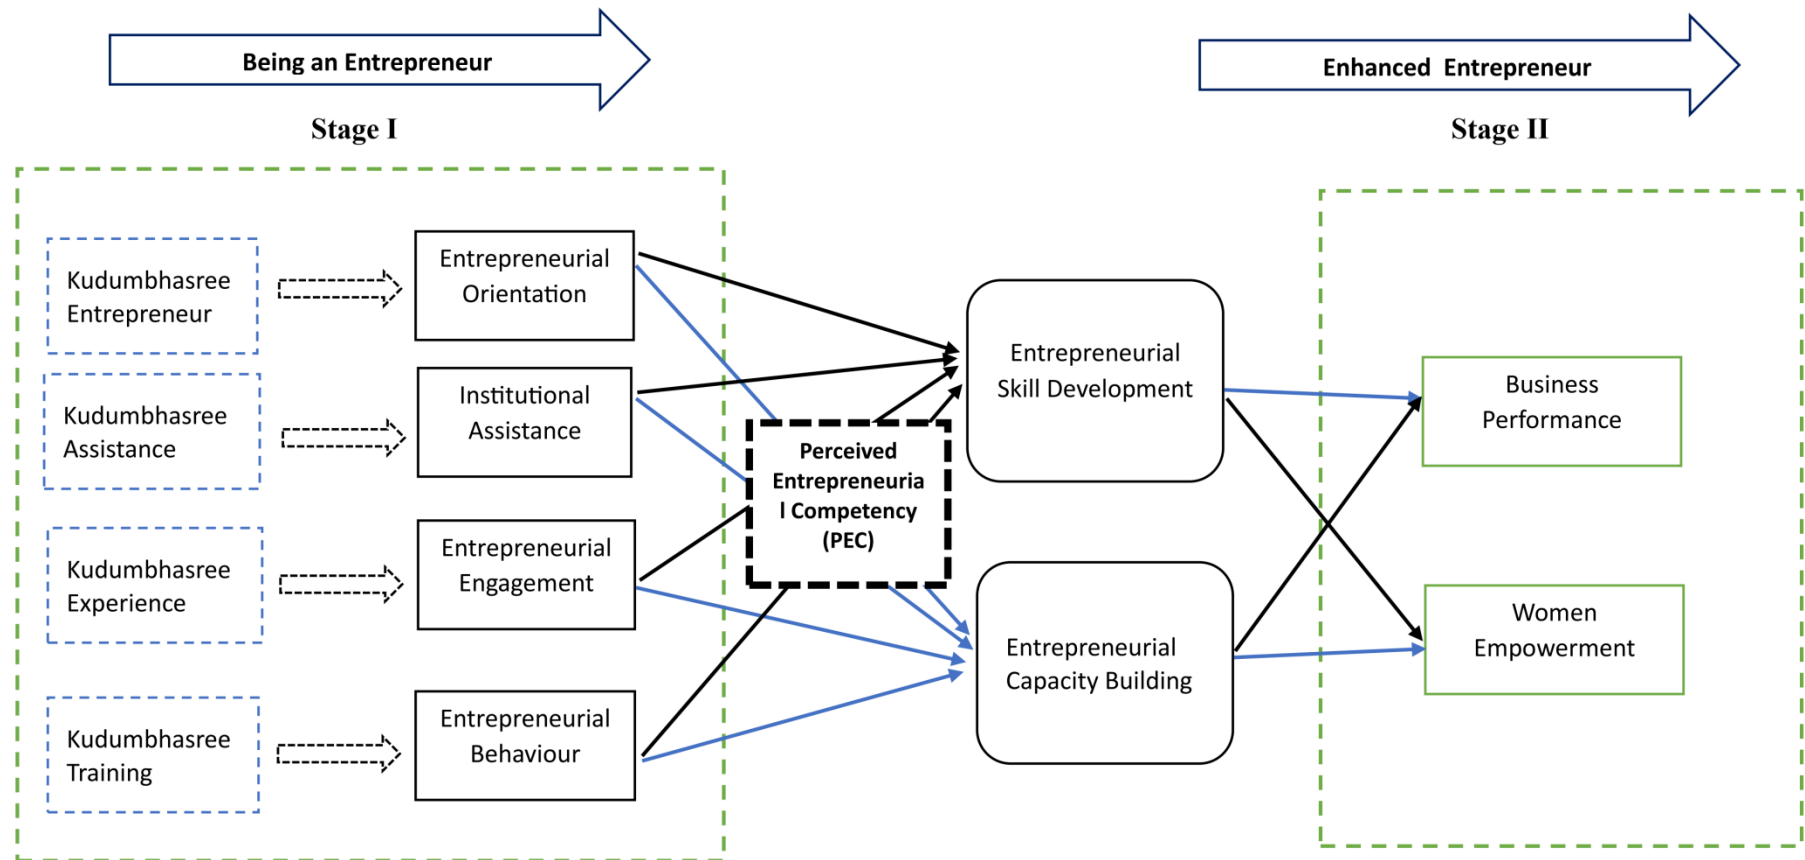 Being an Entrepreneur
Enhanced Entrepreneur
Stage I
Stage II
Kudumbhasree
Entrepreneur
Entrepreneurial
Orientation
Kudumbhasree
Assistance
Institutional
Assistance
Kudumbhasree
Experience
Entrepreneurial
Engagement
Kudumbhasree
Training
Entrepreneurial
Behaviour
Perceived
Entrepreneuria
l Competency
(PEC)
Entrepreneurial
Skill Development
Entrepreneurial
Capacity Building
Business
Performance
Women
Empowerment